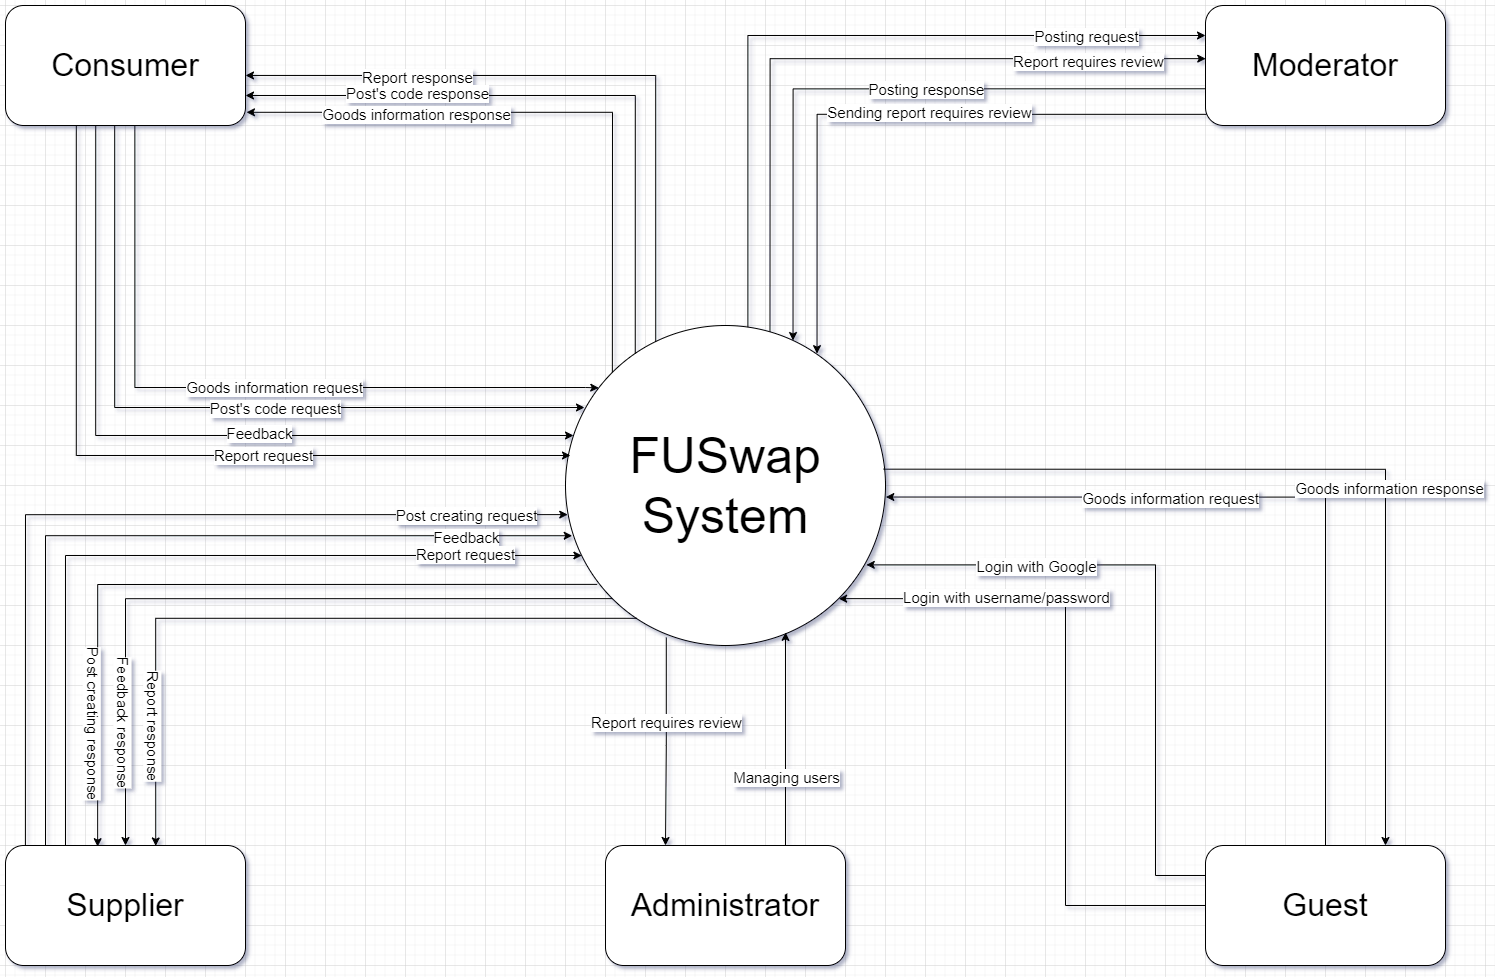 Consumer
Moderator
Posting request
Report requires review
Report response
Post's code response
Goods information response
Posting response
Sending report requires review
Goods information request
Post's code request
Feedback
Report request
FUSwap
System
Goods information response
Goods information request
Post creating request
Feedback
Report request
Login with Google
Login with username/password
Post creating response
Feedback response
Report response
Report requires review
Managing users
Supplier
Administrator
Guest